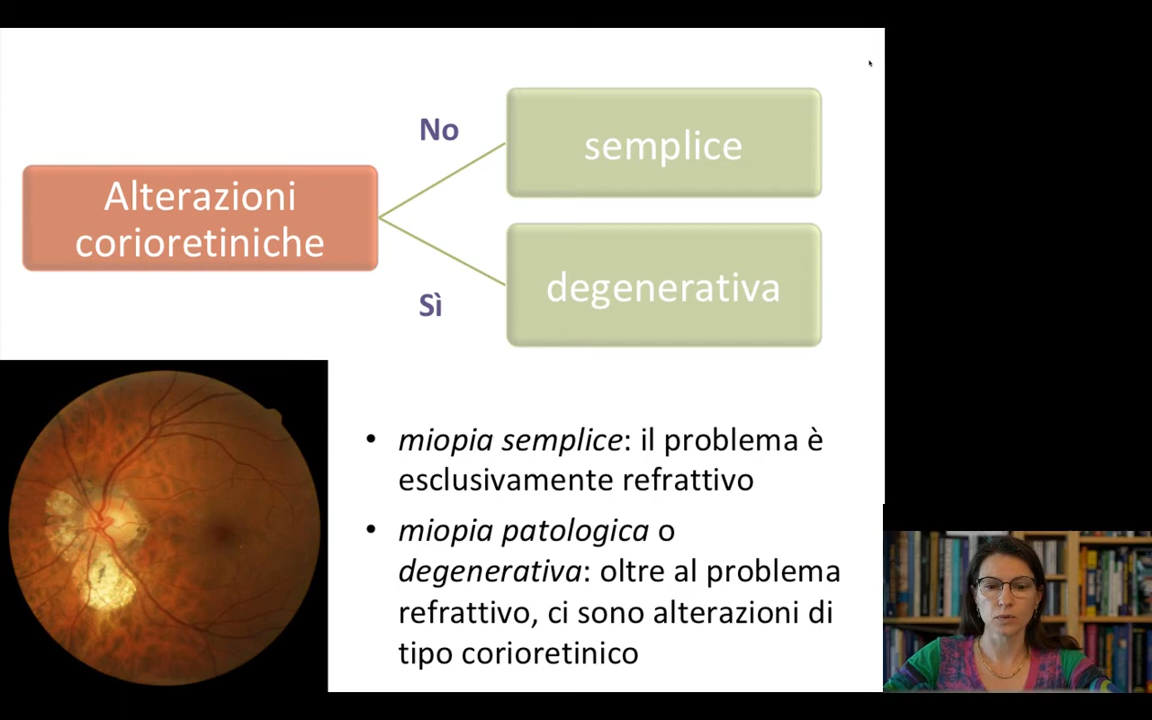 No
semplice
Alterazioni
corioretiniche
degenerativa
Sì
• miopia semplice: il problema è
esclusivamente refrattivo
• miopia patologica o
degenerativa: oltre al problema
refrattivo, ci sono alterazioni di
tipo corioretinico